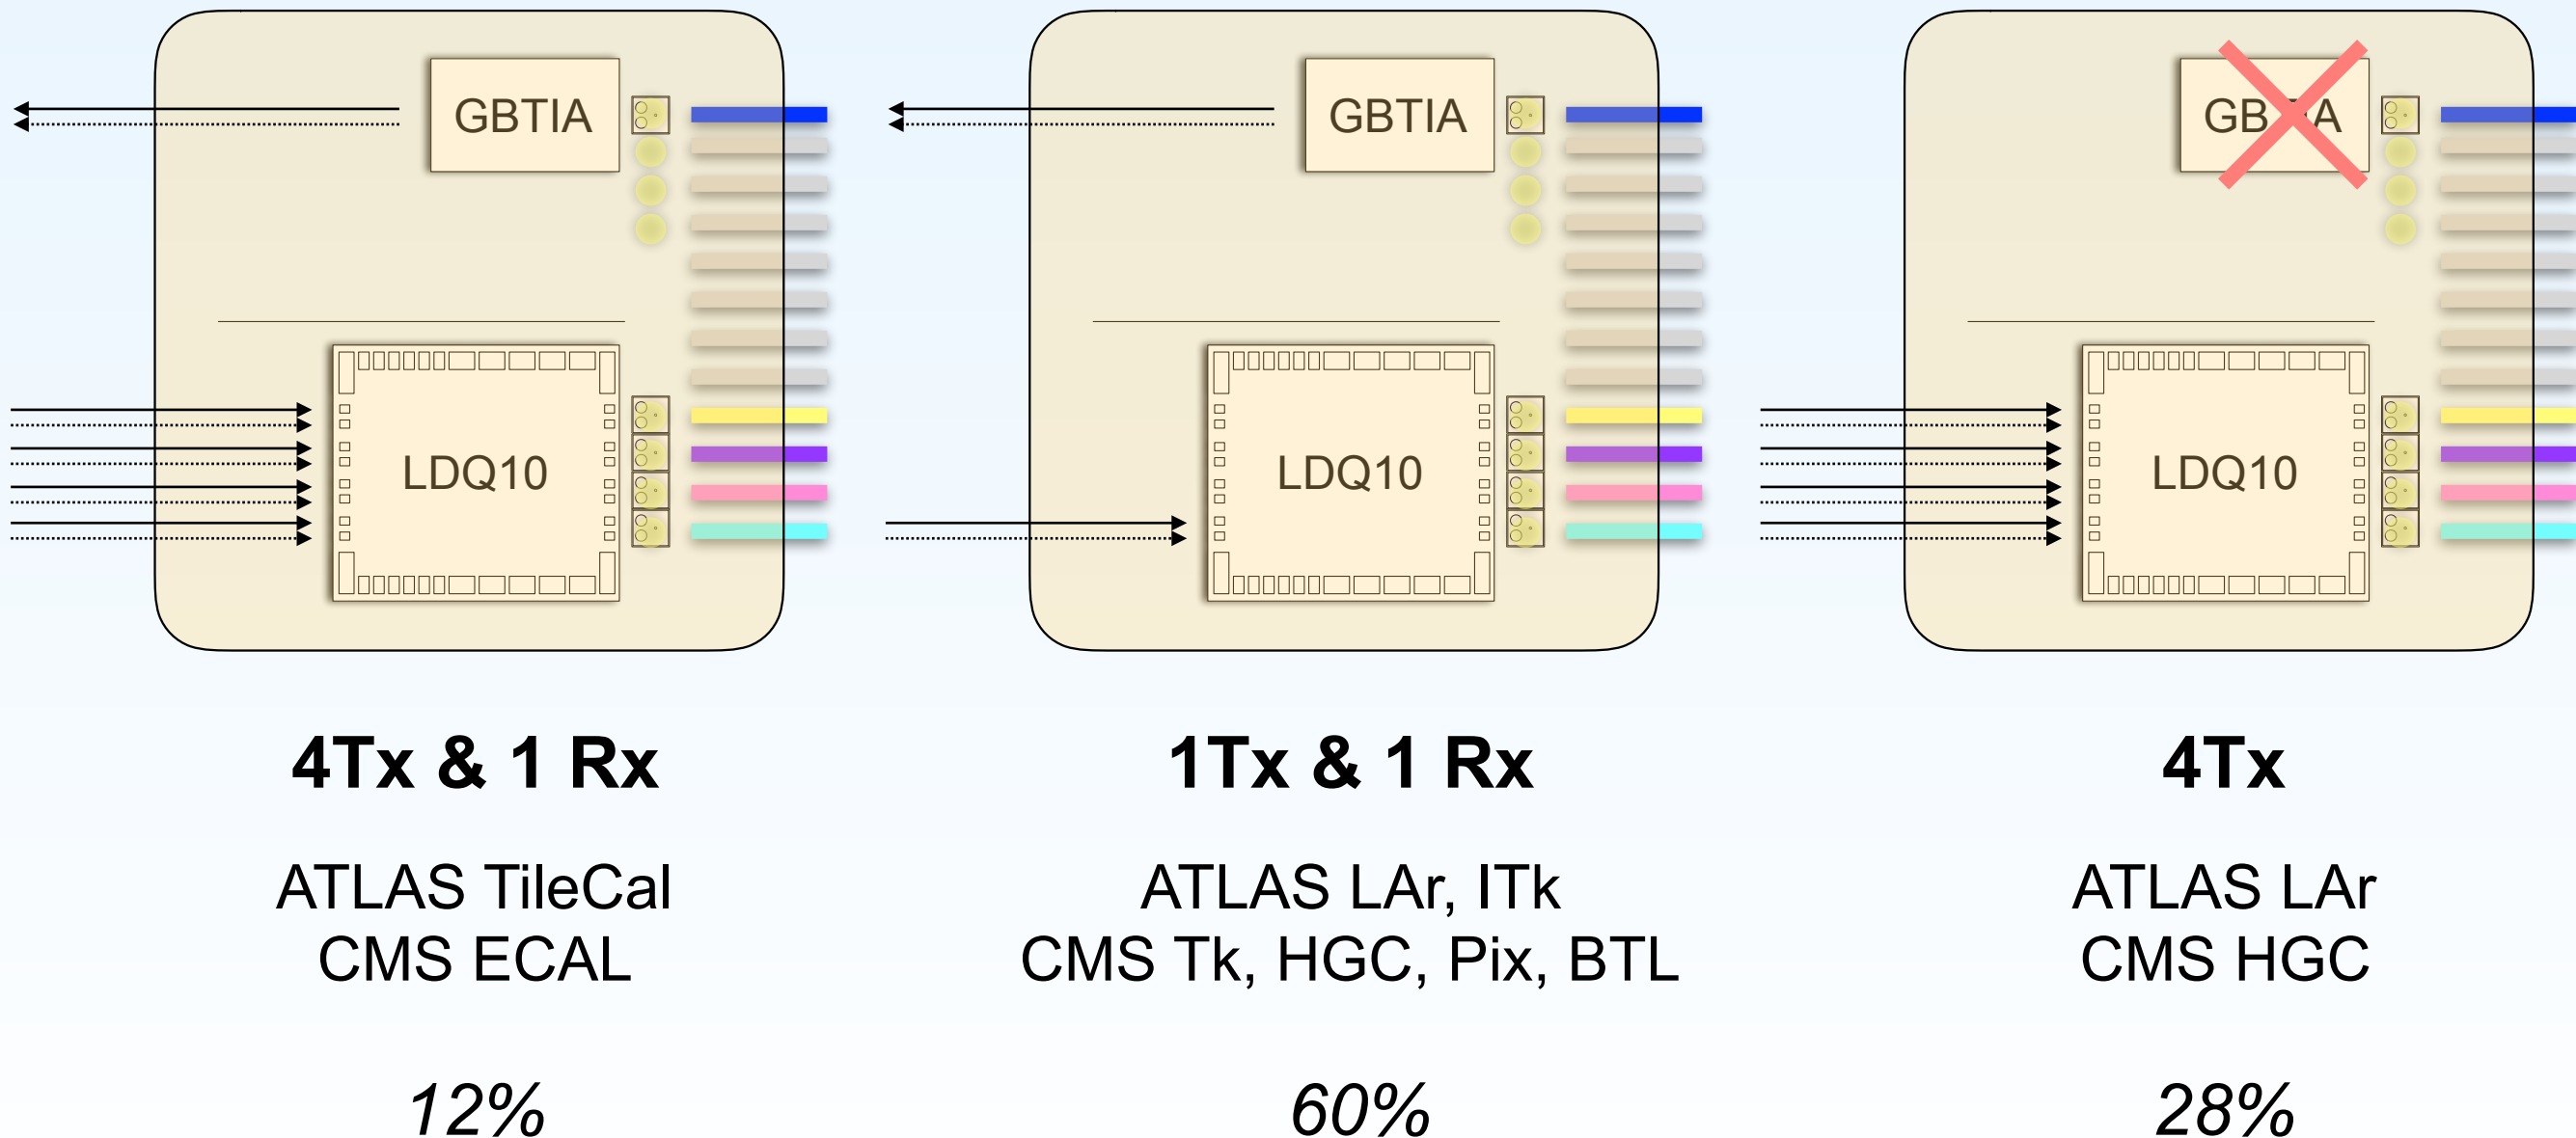 GBTIA
LDQ10
4Tx & 1 Rx
ATLAS TileCal
CMS ECAL
12%
GBTIA
LDQ10
1Tx & 1 Rx
ATLAS LAr, ITk
CMS Tk, HGC, Pix, BTL
60%
GBTIA
LDQ10
4Tx
ATLAS LAr
CMS HGC
28%